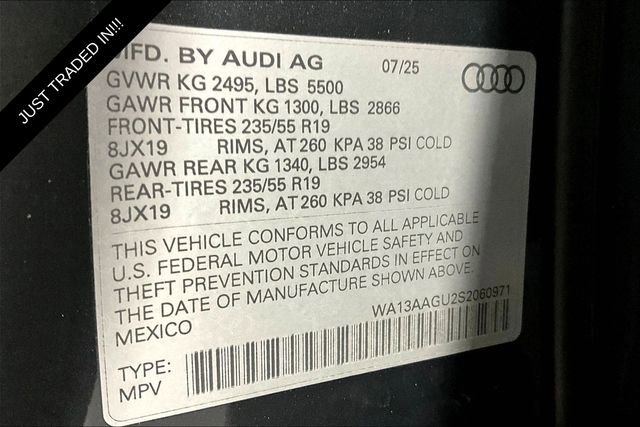 JUST TRADED IN!!!
MFD. BY AUDI AG 07/25
GVWR KG 2495, LBS 5500
GAWR FRONT KG 1300, LBS 2866
FRONT-TIRES 235/55 R19
8JX19 RIMS, AT 260 KPA 38 PSI COLD
GAWR REAR KG 1340, LBS 2954
REAR-TIRES 235/55 R19
8JX19 RIMS, AT 260 KPA 38 PSI COLD
THIS VEHICLE CONFORMS TO ALL APPLICABLE
U.S. FEDERAL MOTOR VEHICLE SAFETY AND
THEFT PREVENTION STANDARDS IN EFFECT ON
THE DATE OF MANUFACTURE SHOWN ABOVE.
MEXICO WA13AAGU2S2060971
TYPE:
MPV